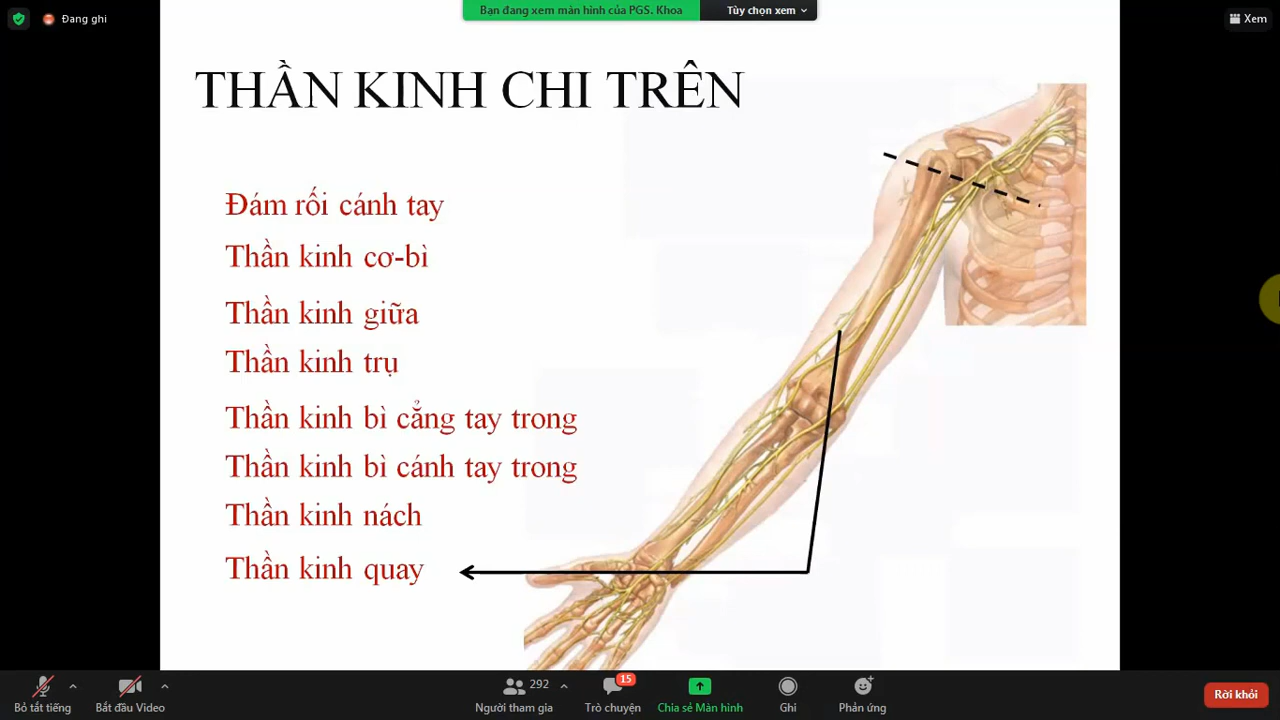 Đang ghi
Bạn đang xem màn hình của PGS. Khoa
Tùy chọn xem
Xem
THẦN KINH CHI TRÊN
Đám rối cánh tay
Thần kinh cơ-bì
Thần kinh giữa
Thần kinh trụ
Thần kinh bì cẳng tay trong
Thần kinh bì cánh tay trong
Thần kinh nách
Thần kinh quay
Bỏ tắt tiếng
Bắt đầu Video
292
Người tham gia
15
Trò chuyện
Chia sẻ Màn hình
Ghi
Phản ứng
Rời khỏi